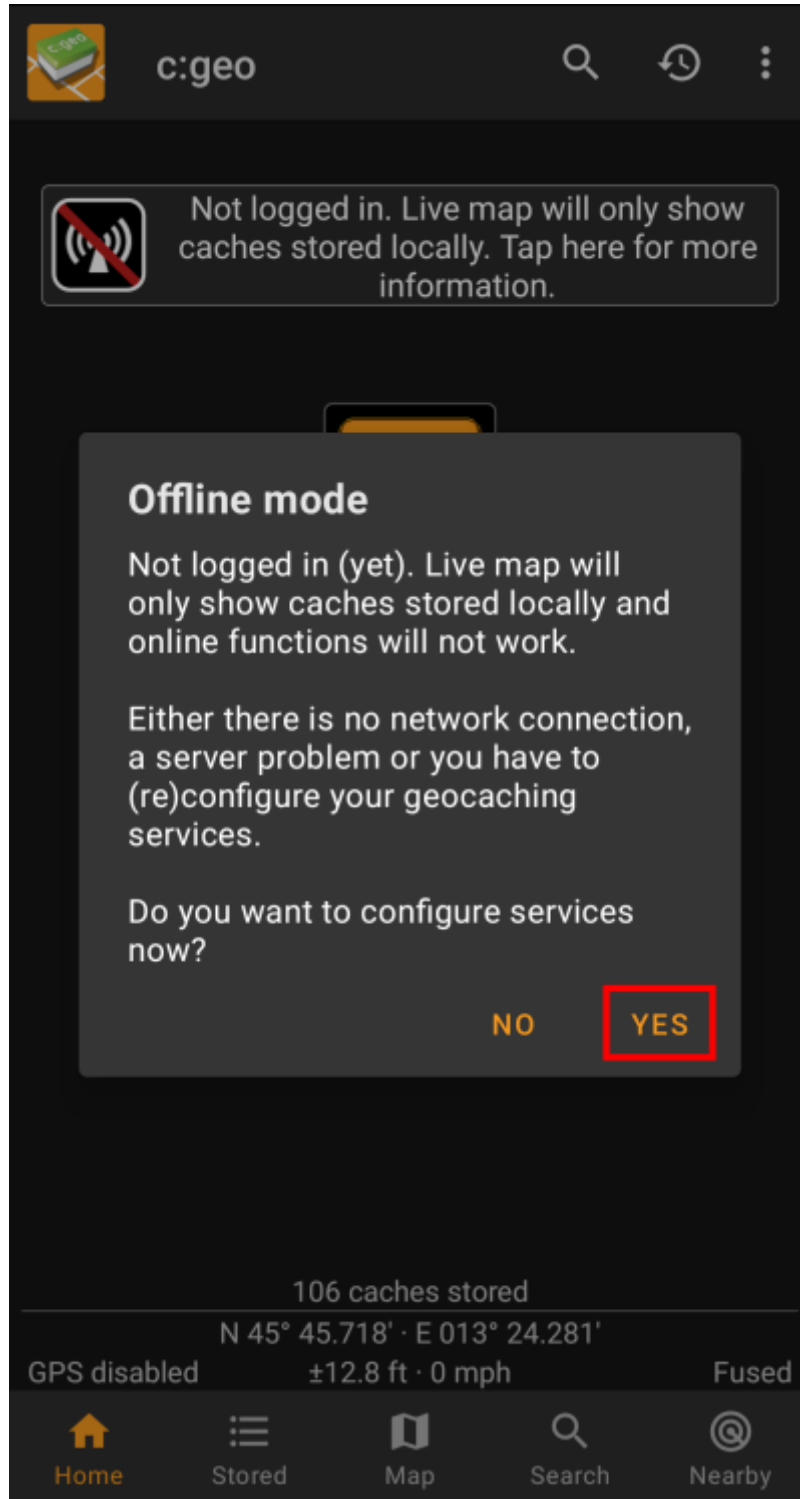 c:geo
c:geo
Not logged in. Live map will only show
caches stored locally. Tap here for more
information.
Offline mode
Not logged in (yet). Live map will
only show caches stored locally and
online functions will not work.
Either there is no network connection,
a server problem or you have to
(re)configure your geocaching
services.
Do you want to configure services
now?
NO YES
106 caches stored
N 45° 45.718' · E 013° 24.281'
GPS disabled ±12.8 ft · 0 mph Fused
Home Stored Map Search Nearby